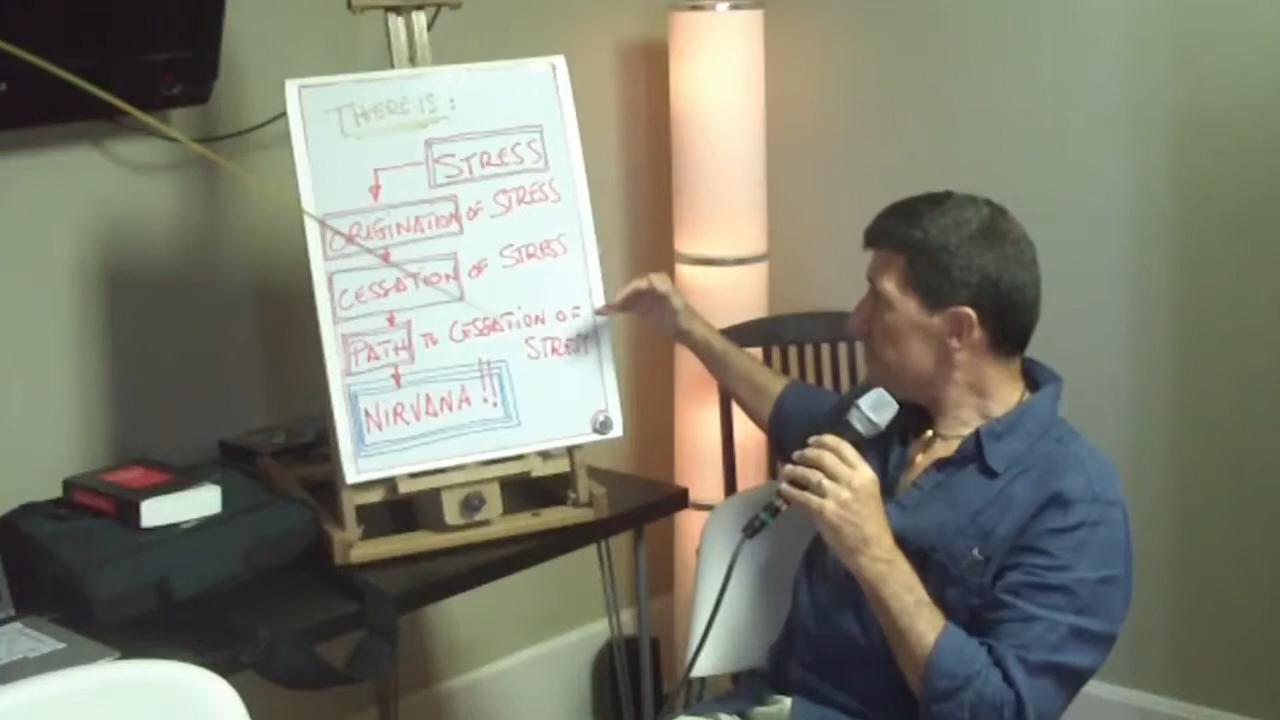 THERE IS:
STRESS
ORIGINATION OF STRESS
CESSATION OF STRESS
PATH TO CESSATION OF
STRESS
NIRVANA!!